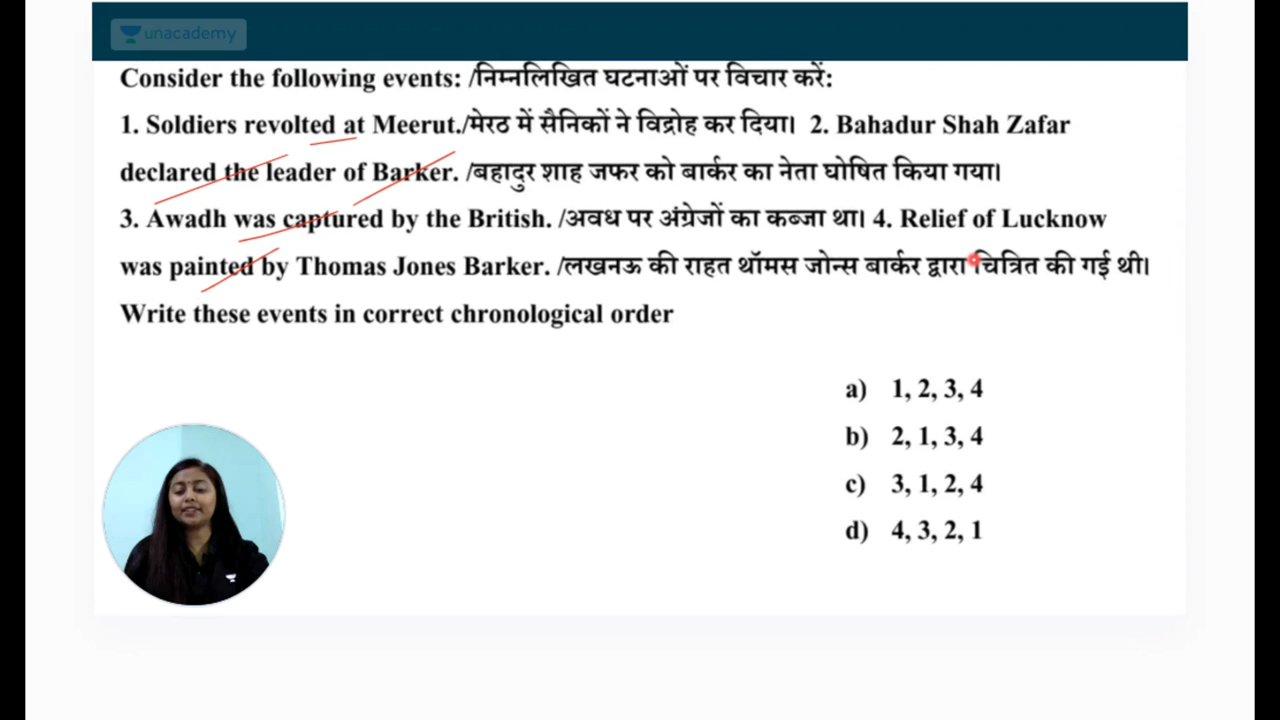 unacademy
Consider the following events: /निम्नलिखित घटनाओं पर विचार करें:
1. Soldiers revolted at Meerut./मेरठ में सैनिकों ने विद्रोह कर दिया। 2. Bahadur Shah Zafar
declared the leader of Barker. /बहादुर शाह जफर को बार्कर का नेता घोषित किया गया।
3. Awadh was captured by the British. /अवध पर अंग्रेजों का कब्जा था। 4. Relief of Lucknow
was painted by Thomas Jones Barker. /लखनऊ की राहत थॉमस जोन्स बार्कर द्वारा चित्रित की गई थी।
Write these events in correct chronological order
a) 1, 2, 3, 4
b) 2, 1, 3, 4
c) 3, 1, 2, 4
d) 4, 3, 2, 1